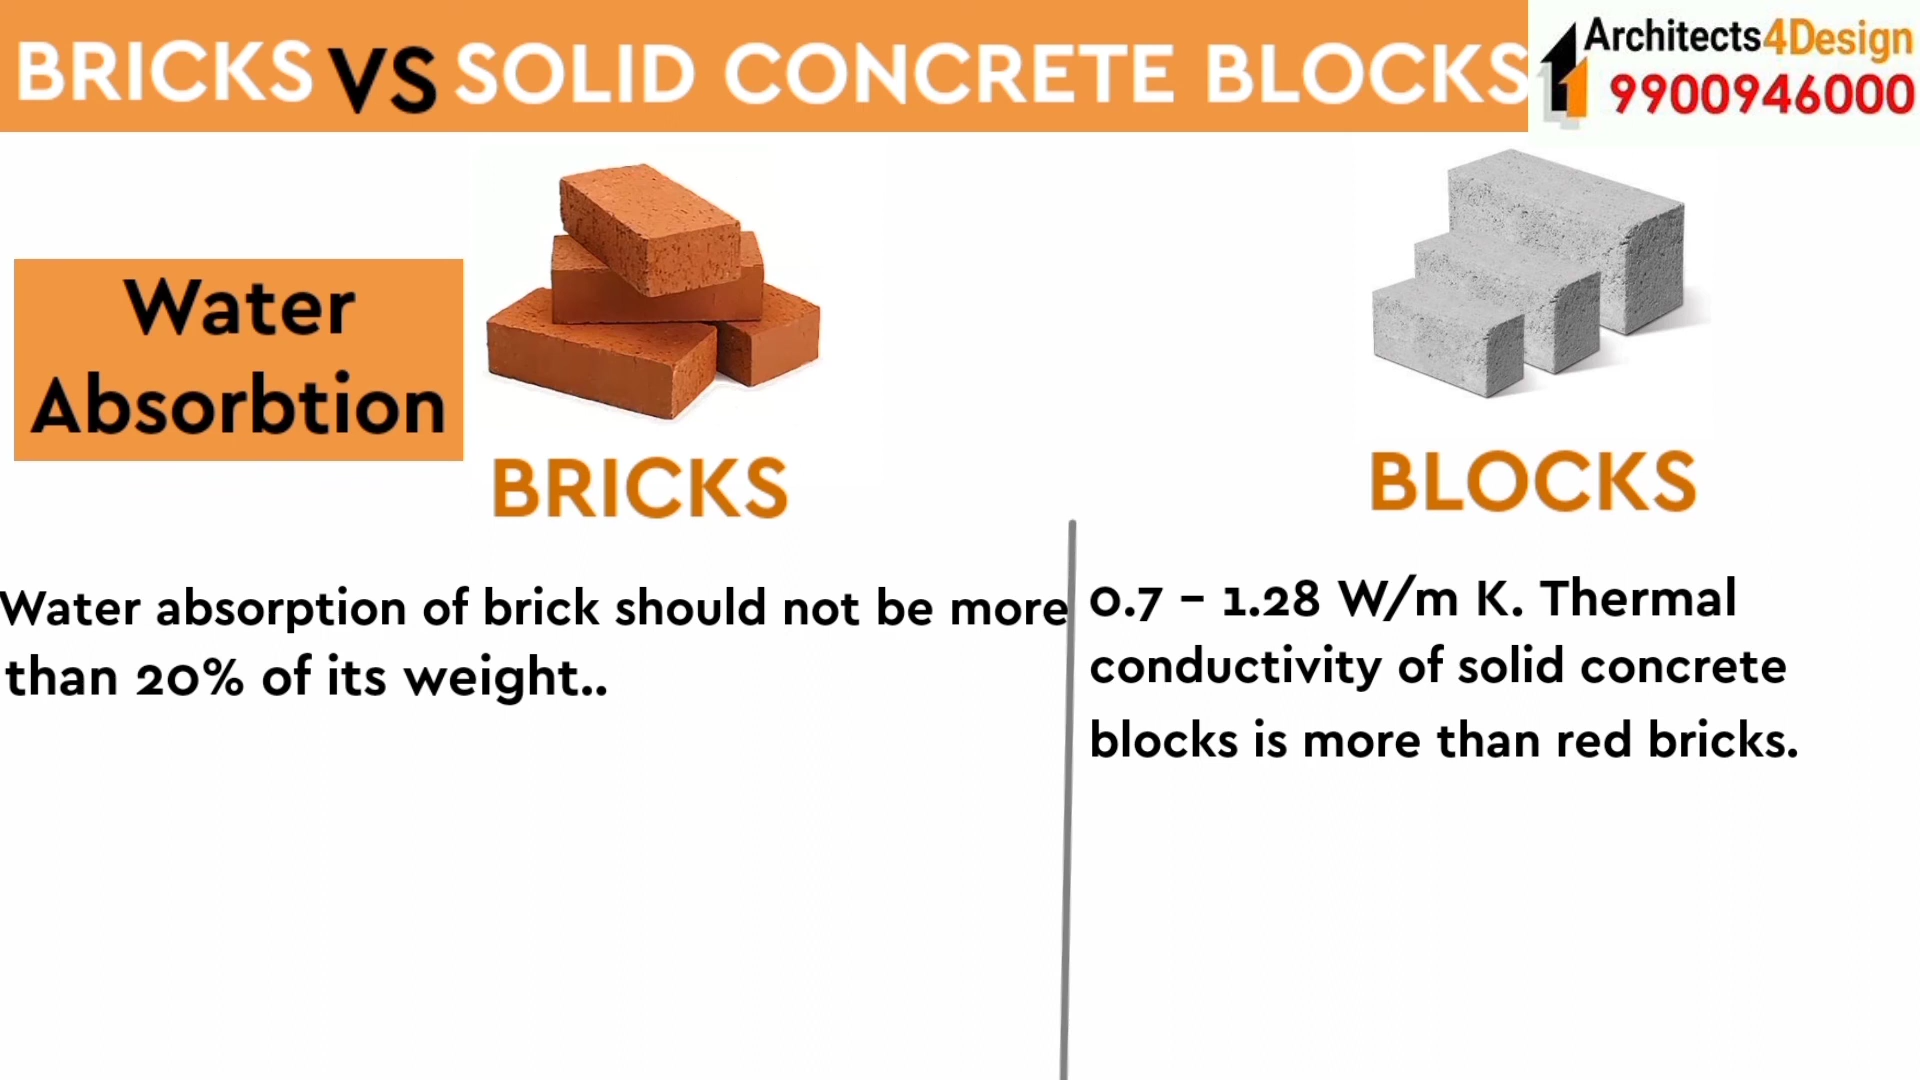 BRICKS VS SOLID CONCRETE BLOCKS
Architects4Design
9900946000
Water
Absorbtion
BRICKS
BLOCKS
Water absorption of brick should not be more
than 20% of its weight..
0.7 - 1.28 W/m K. Thermal
conductivity of solid concrete
blocks is more than red bricks.